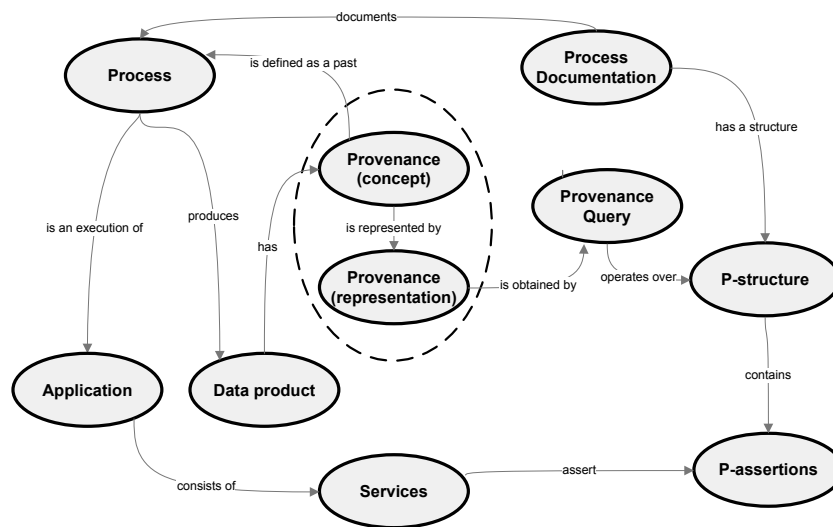 documents
Process
Process
Documentation
is defined as a past
has a structure
Provenance
(concept)
Provenance
Query
is an execution of
produces
has
is represented by
Provenance
(representation)
is obtained by
operates over
P-structure
Application
Data product
contains
consists of
Services
assert
P-assertions